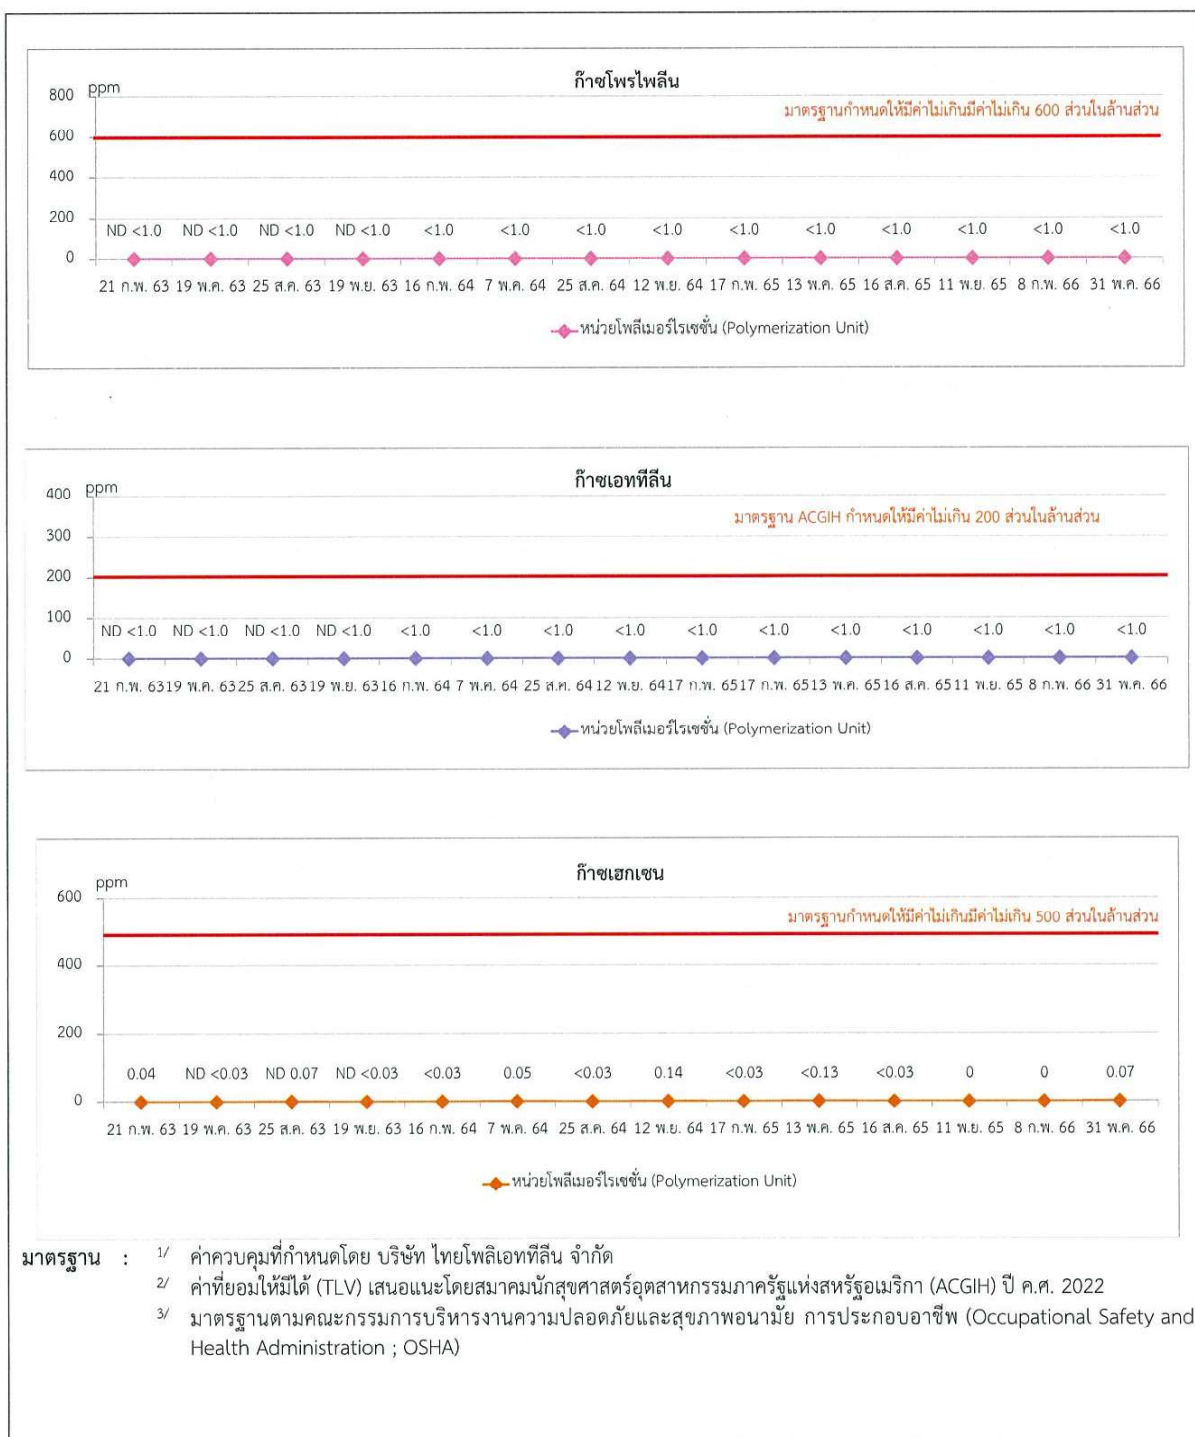 ก๊าซโพรไพลีน
ppm
มาตรฐานกำหนดให้มีค่าไม่เกินมีค่าไม่เกิน 600 ส่วนในล้านส่วน
800
600
400
200
0
ND <1.0 ND <1.0 ND <1.0 ND <1.0 <1.0 <1.0 <1.0 <1.0 <1.0 <1.0 <1.0 <1.0 <1.0 <1.0
21 ก.พ. 63 19 พ.ค. 63 25 ส.ค. 63 19 พ.ย. 63 16 ก.พ. 64 7 พ.ค. 64 25 ส.ค. 64 12 พ.ย. 64 17 ก.พ. 65 13 พ.ค. 65 16 ส.ค. 65 11 พ.ย. 65 8 ก.พ. 66 31 พ.ค. 66
หน่วยโพลีเมอร์ไรเซชั่น (Polymerization Unit)
ก๊าซเอททีลีน
ppm
มาตรฐาน ACGIH กำหนดให้มีค่าไม่เกิน 200 ส่วนในล้านส่วน
400
300
200
100
0
ND <1.0 ND <1.0 ND <1.0 ND <1.0 <1.0 <1.0 <1.0 <1.0 <1.0 <1.0 <1.0 <1.0 <1.0 <1.0 <1.0
21 ก.พ. 63 19 พ.ค. 63 25 ส.ค. 63 19 พ.ย. 63 16 ก.พ. 64 7 พ.ค. 64 25 ส.ค. 64 12 พ.ย. 64 17 ก.พ. 65 17 ก.พ. 65 13 พ.ค. 65 16 ส.ค. 65 11 พ.ย. 65 8 ก.พ. 66 31 พ.ค. 66
หน่วยโพลีเมอร์ไรเซชั่น (Polymerization Unit)
ก๊าซเฮกเซน
ppm
มาตรฐานกำหนดให้มีค่าไม่เกินมีค่าไม่เกิน 500 ส่วนในล้านส่วน
600
400
200
0
0.04 ND <0.03 ND 0.07 ND <0.03 <0.03 0.05 <0.03 0.14 <0.03 <0.13 <0.03 0 0 0.07
21 ก.พ. 63 19 พ.ค. 63 25 ส.ค. 63 19 พ.ย. 63 16 ก.พ. 64 7 พ.ค. 64 25 ส.ค. 64 12 พ.ย. 64 17 ก.พ. 65 13 พ.ค. 65 16 ส.ค. 65 11 พ.ย. 65 8 ก.พ. 66 31 พ.ค. 66
หน่วยโพลีเมอร์ไรเซชั่น (Polymerization Unit)
มาตรฐาน : 1/ ค่าควบคุมที่กำหนดโดย บริษัท ไทยโพลิเอททีลีน จำกัด
2/ ค่าที่ยอมให้มีได้ (TLV) เสนอแนะโดยสมาคมนักสุขศาสตร์อุตสาหกรรมภาครัฐแห่งสหรัฐอเมริกา (ACGIH) ปี ค.ศ. 2022
3/ มาตรฐานตามคณะกรรมการบริหารงานความปลอดภัยและสุขภาพอนามัย การประกอบอาชีพ (Occupational Safety and
Health Administration ; OSHA)